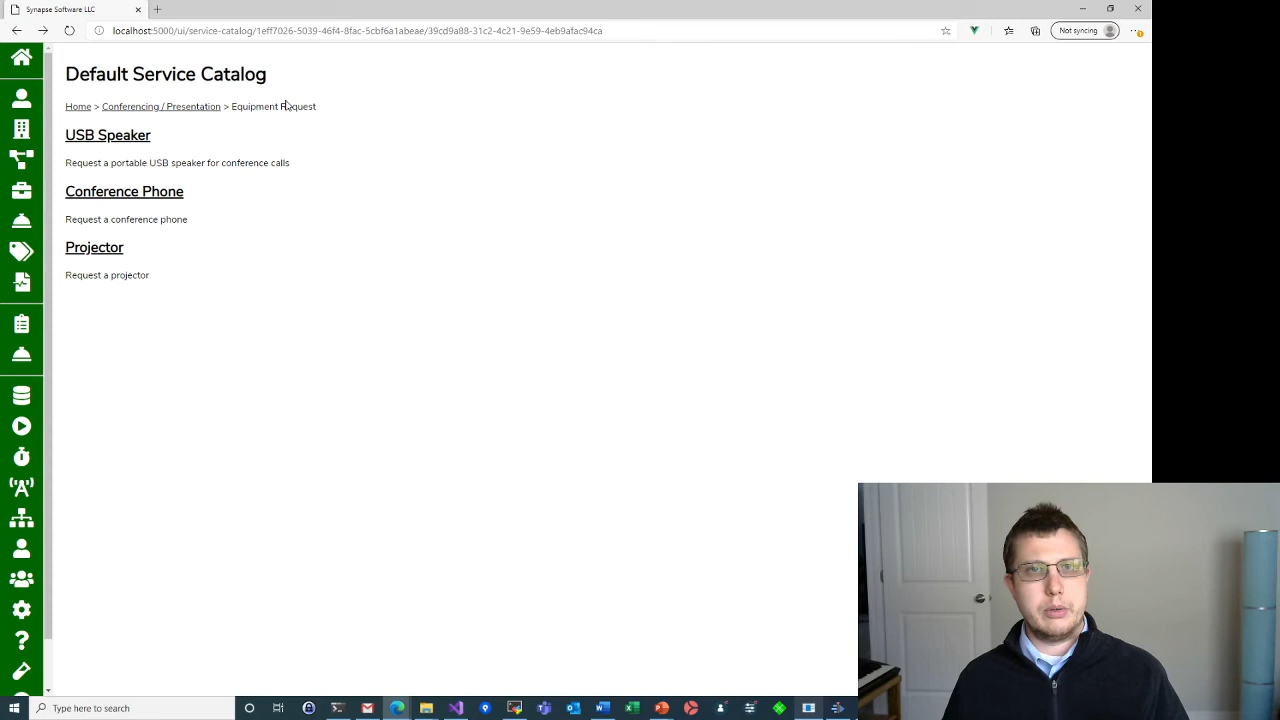 Synapse Software LLC
localhost:5000/ui/service-catalog/1eff7026-5039-46f4-8fac-5cbf6a1abeae/39cd9a88-31c2-4c21-9e59-4eb9afac94ca
Not syncing
Default Service Catalog
Home > Conferencing / Presentation > Equipment Request
USB Speaker
Request a portable USB speaker for conference calls
Conference Phone
Request a conference phone
Projector
Request a projector
Type here to search